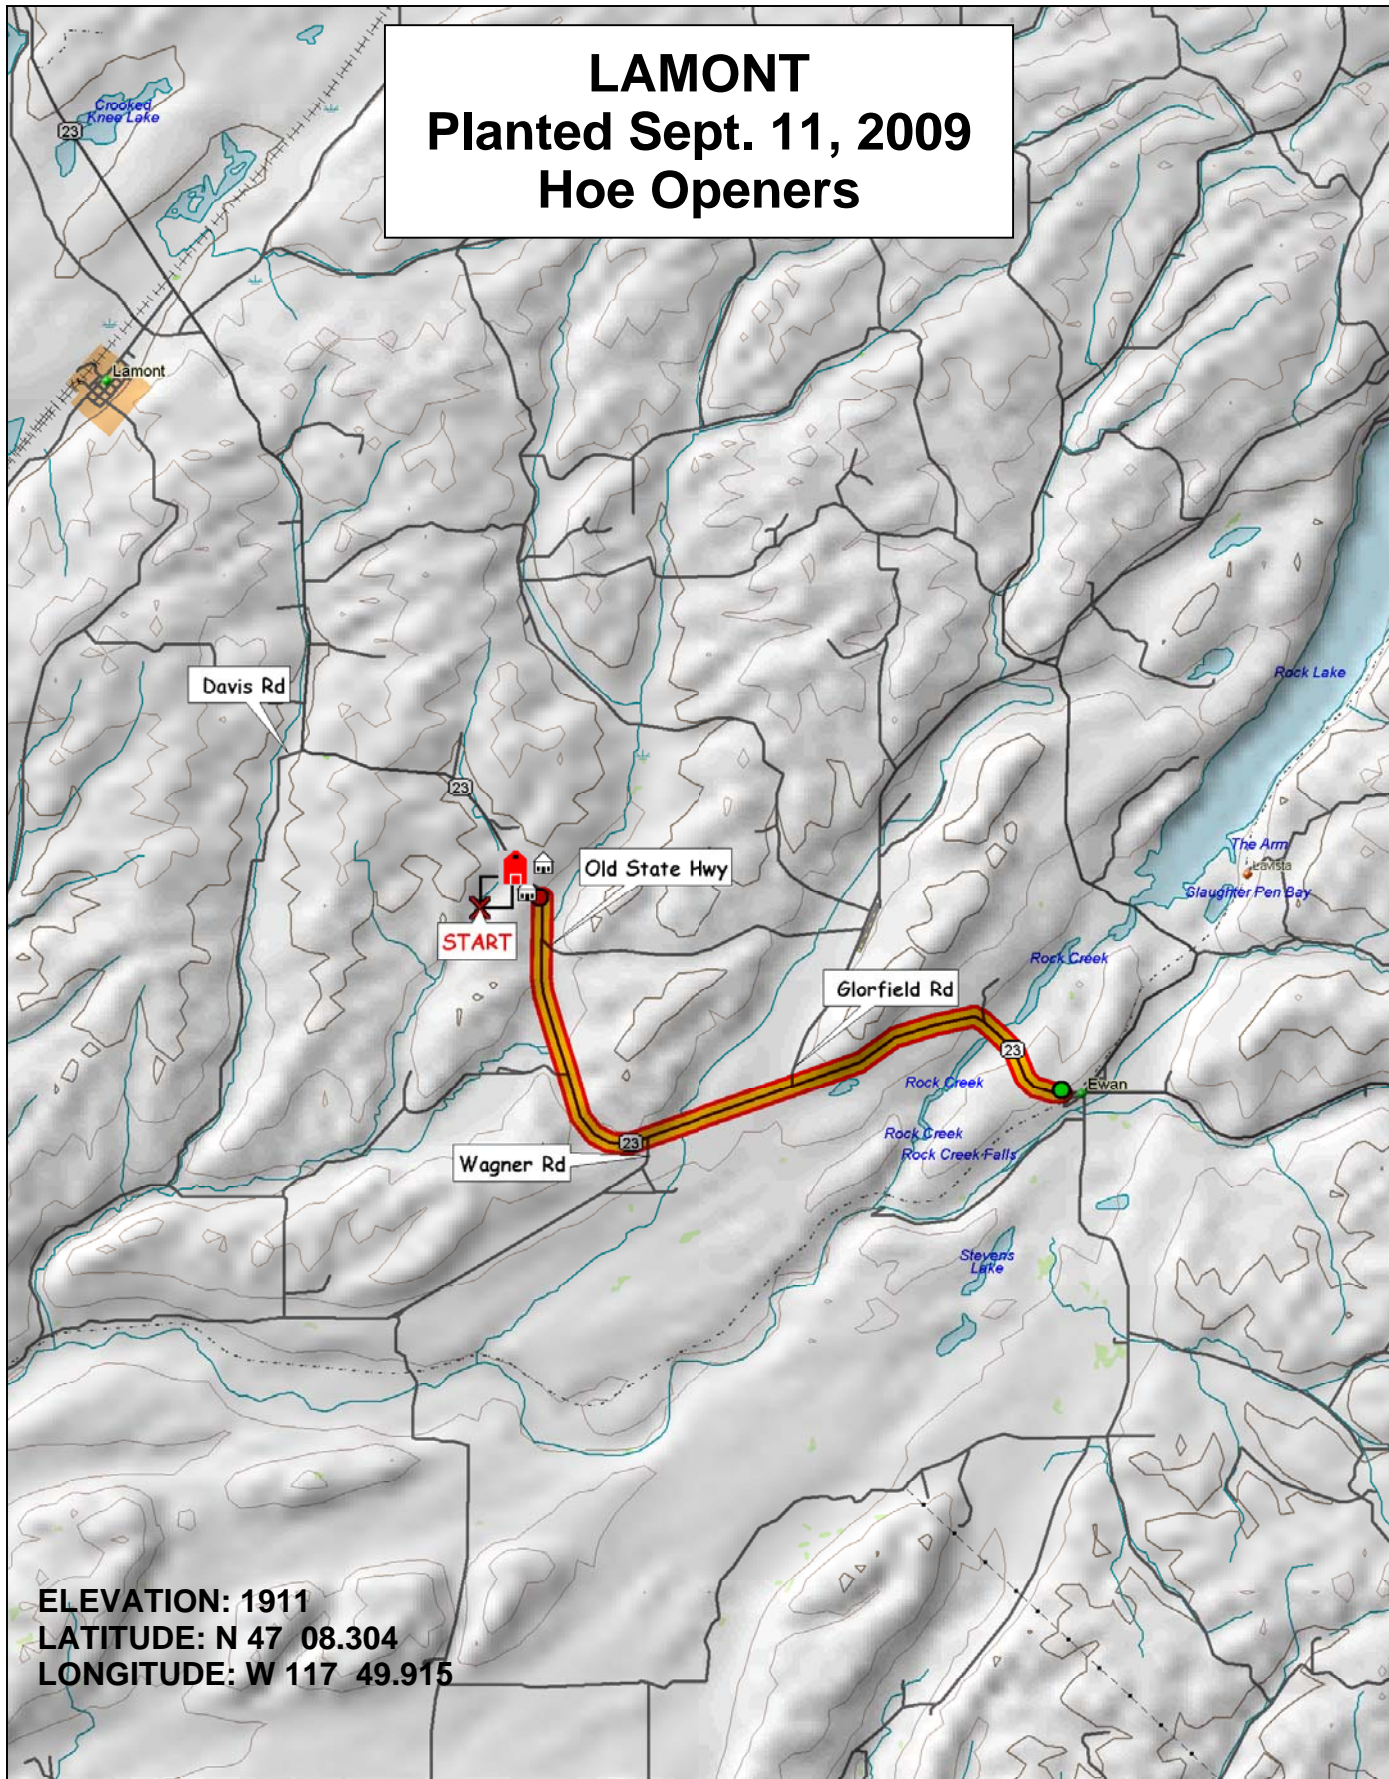 LAMONT
Planted Sept. 11, 2009
Hoe Openers
Crooked
Knee Lake
23
Lamont
Rock Lake
Davis Rd
23
The Arm
Lavista
Old State Hwy
Slaughter Pen Bay
START
Rock Creek
Glorfield Rd
23
Rock Creek
Ewan
Rock Creek
23
Rock Creek Falls
Wagner Rd
Stevens
Lake
ELEVATION: 1911
LATITUDE: N 47 08.304
LONGITUDE: W 117 49.915